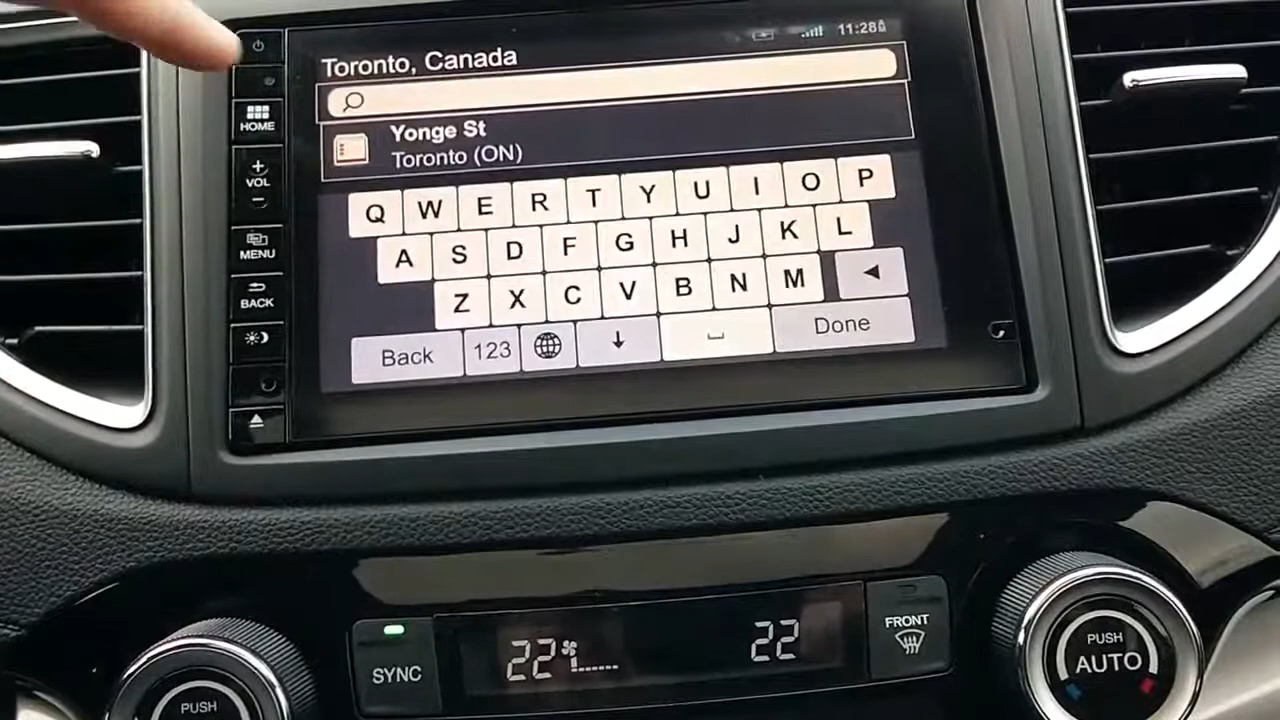 11:28
Toronto, Canada
Yonge St
Toronto (ON)
HOME
+
VOL
-
MENU
BACK
Q W E R T Y U I O P
A S D F G H J K L
Z X C V B N M
Back 123 Done
SYNC
22
22
FRONT
PUSH
PUSH
AUTO